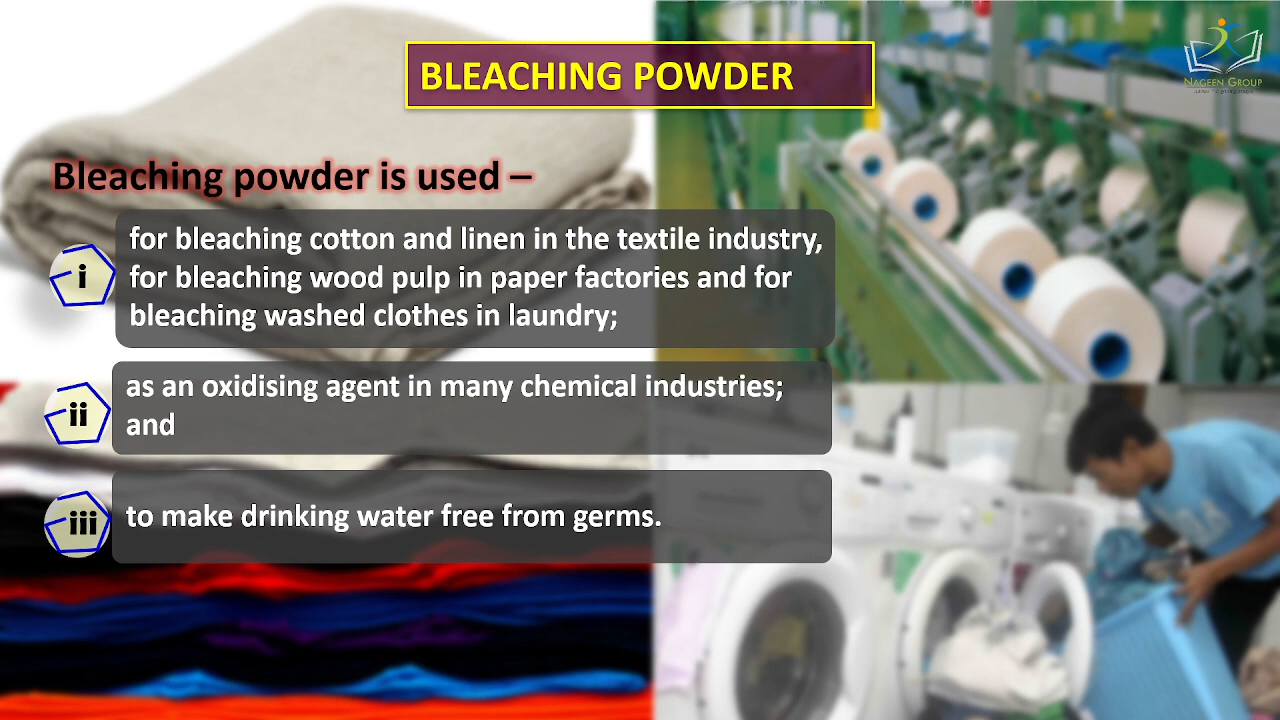 BLEACHING POWDER
NAGEEN GROUP
Bleaching powder is used –
i
for bleaching cotton and linen in the textile industry,
for bleaching wood pulp in paper factories and for
bleaching washed clothes in laundry;
ii
as an oxidising agent in many chemical industries;
and
iii
to make drinking water free from germs.